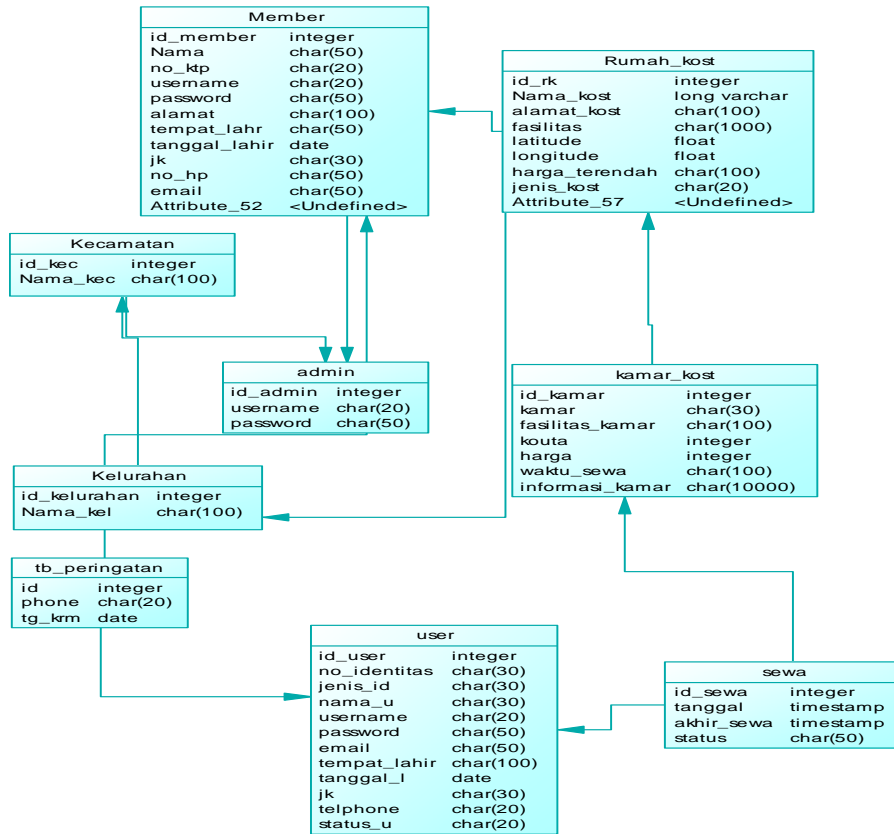 Member
id_member integer
Nama char(50)
no_ktp char(20)
username char(20)
password char(50)
alamat char(100)
tempat_lahr char(50)
tanggal_lahir date
jk char(30)
no_hp char(50)
email char(50)
Attribute_52 <Undefined>
Rumah_kost
id_rk integer
Nama_kost long varchar
alamat_kost char(100)
fasilitas char(1000)
latitude float
longitude float
harga_terendah char(100)
jenis_kost char(20)
Attribute_57 <Undefined>
Kecamatan
id_kec integer
Nama_kec char(100)
admin
id_admin integer
username char(20)
password char(50)
kamar_kost
id_kamar integer
kamar char(30)
fasilitas_kamar char(100)
kouta integer
harga integer
waktu_sewa char(100)
informasi_kamar char(10000)
Kelurahan
id_kelurahan integer
Nama_kel char(100)
tb_peringatan
id integer
phone char(20)
tg_krm date
user
id_user integer
no_identitas char(30)
jenis_id char(30)
nama_u char(30)
username char(20)
password char(50)
email char(50)
tempat_lahir char(100)
tanggal_l date
jk char(30)
telphone char(20)
status_u char(20)
sewa
id_sewa integer
tanggal timestamp
akhir_sewa timestamp
status char(50)